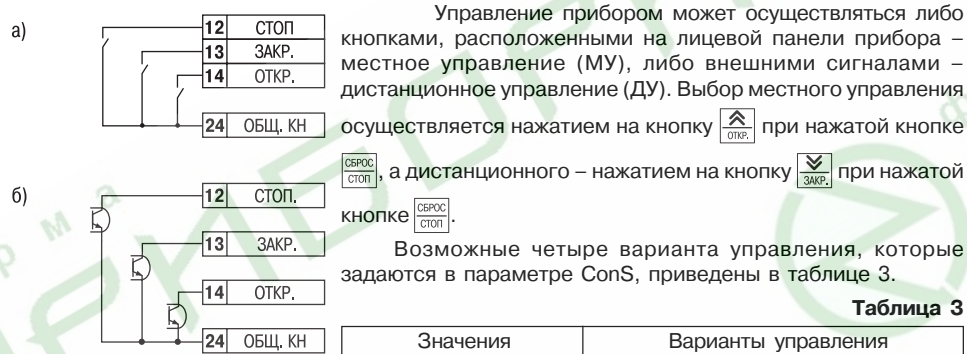 а)
12 СТОП
13 ЗАКР.
14 ОТКР.
24 ОБЩ. КН
б)
12 СТОП.
13 ЗАКР.
14 ОТКР.
24 ОБЩ. КН
Управление прибором может осуществляться либо
кнопками, расположенными на лицевой панели прибора –
местное управление (МУ), либо внешними сигналами –
дистанционное управление (ДУ). Выбор местного управления
осуществляется нажатием на кнопку ОТКР. при нажатой кнопке
СБРОС СТОП , а дистанционного – нажатием на кнопку ЗАКР. при нажатой
кнопке СБРОС СТОП .
Возможные четыре варианта управления, которые
задаются в параметре ConS, приведены в таблице 3.
Таблица 3
Значения Варианты управления